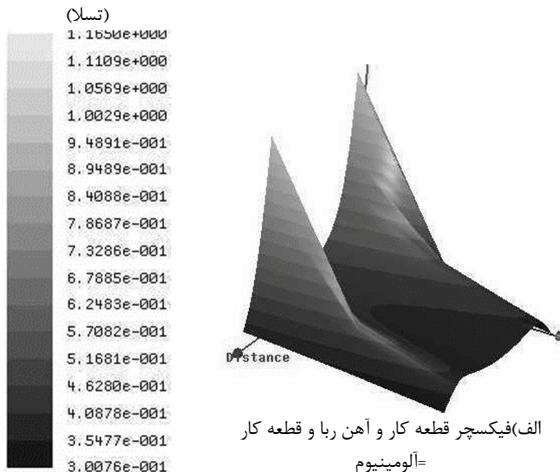 (تسلا)
1.1650e+000
1.1109e+000
1.0569e+000
1.0029e+000
9.4891e-001
8.9489e-001
8.4088e-001
7.8687e-001
7.3286e-001
6.7885e-001
6.2483e-001
5.7082e-001
5.1681e-001
4.6280e-001
4.0878e-001
3.5477e-001
3.0076e-001
Distance
الف)فیکسچر قطعه کار و آهن ربا و قطعه کار
=آلومینیوم